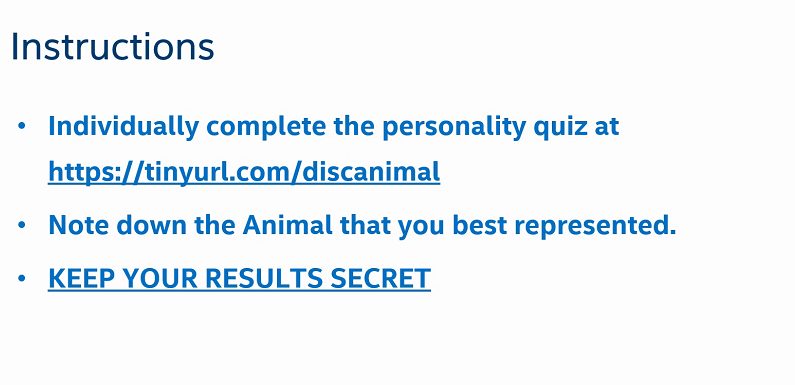 Instructions
• Individually complete the personality quiz at
https://tinyurl.com/discanimal
• Note down the Animal that you best represented.
• KEEP YOUR RESULTS SECRET